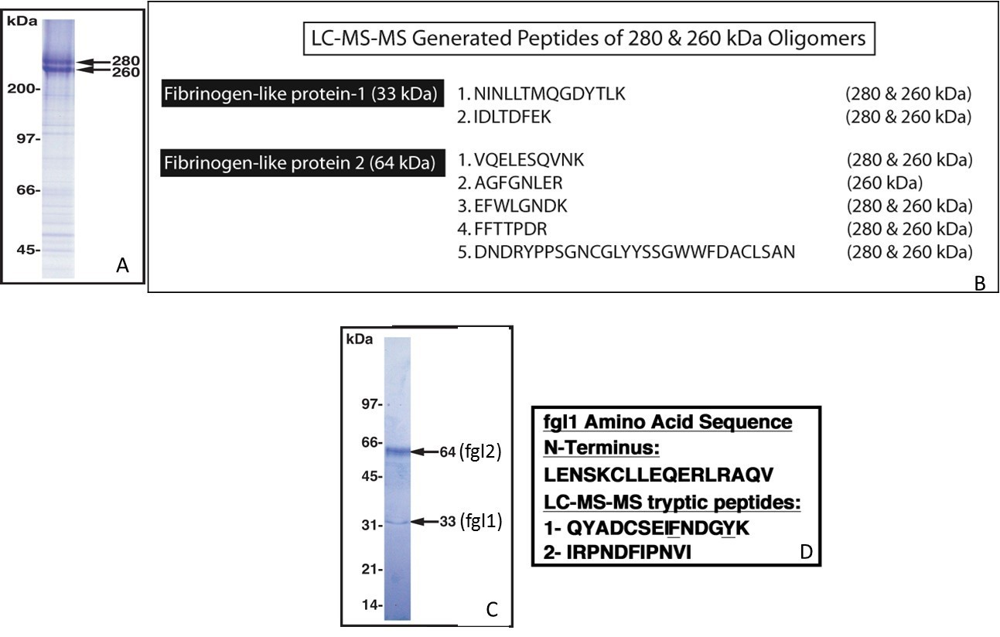 kDa
280
260
200-
97-
66-
45-
A
LC-MS-MS Generated Peptides of 280 & 260 kDa Oligomers
Fibrinogen-like protein-1 (33 kDa)
1. NINLLTMQGDYTLK (280 & 260 kDa)
2. IDLTDFEK (280 & 260 kDa)
Fibrinogen-like protein 2 (64 kDa)
1. VQELESQVNK (280 & 260 kDa)
2. AGFGNLER (260 kDa)
3. EFWLGNDK (280 & 260 kDa)
4. FFTTPDR (280 & 260 kDa)
5. DNDRYPPSGNCGLYYSSGWWFDACLSAN (280 & 260 kDa)
B
kDa
97-
66-
64 (fgl2)
45-
33 (fgl1)
31-
21-
14-
C
fgl1 Amino Acid Sequence
N-Terminus:
LENSKCLLEQERLRAQV
LC-MS-MS tryptic peptides:
1- QYADCSEIFNDGYK
2- IRPNDFIPNVI
D